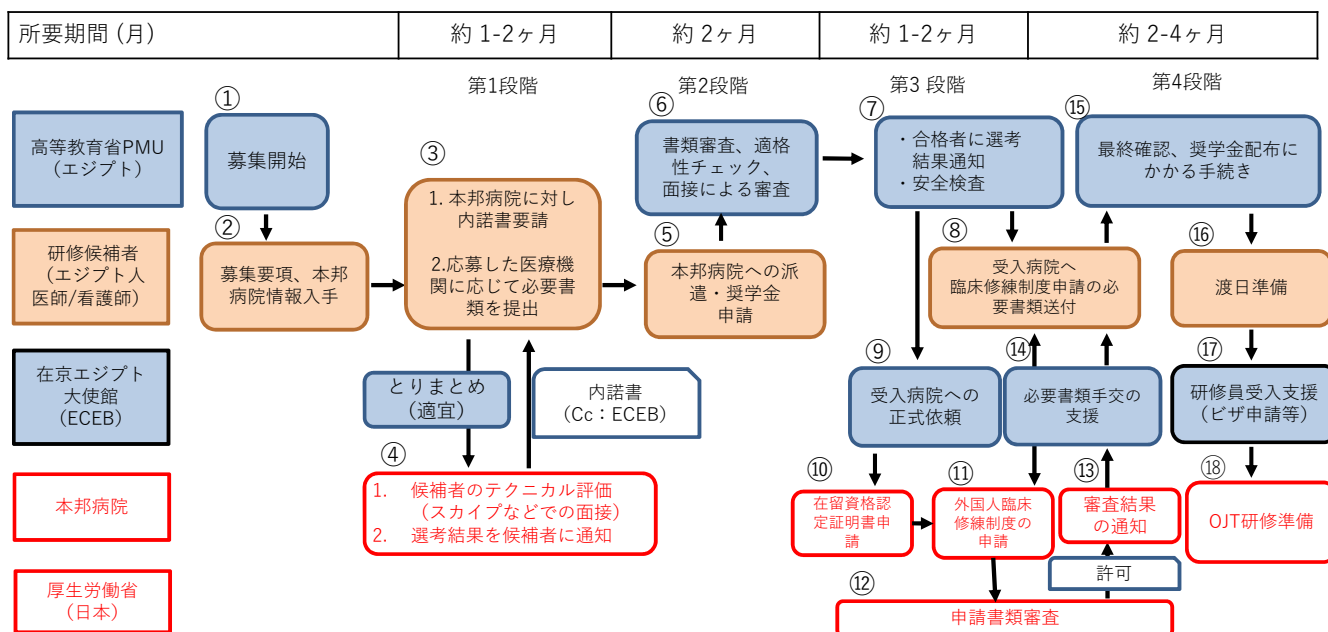 所要期間 (月)
約 1-2ヶ月
約 2ヶ月
約 1-2ヶ月
約 2-4ヶ月
第1段階
第2段階
第3 段階
第4段階
高等教育省PMU
(エジプト)
①
募集開始
⑥
書類審査、適格
性チェック、
面接による審査
⑦
・合格者に選考
結果通知
・安全検査
⑮
最終確認、奨学金配布に
かかる手続き
研修候補者
(エジプト人
医師/看護師)
②
募集要項、本邦
病院情報入手
③
1. 本邦病院に対し
内諾書要請
2.応募した医療機
関に応じて必要書
類を提出
⑤
本邦病院への派
遣・奨学金
申請
⑧
受入病院へ
臨床修練制度申請の必
要書類送付
⑯
渡日準備
在京エジプト
大使館
(ECEB)
とりまとめ
(適宜)
内諾書
(Cc：ECEB)
⑨
受入病院への
正式依頼
⑭
必要書類手交の
支援
⑰
研修員受入支援
(ビザ申請等)
本邦病院
④
1. 候補者のテクニカル評価
(スカイプなどでの面接)
2. 選考結果を候補者に通知
⑩
在留資格認
定証明書申
請
⑪
外国人臨床
修練制度の
申請
⑬
審査結果
の通知
⑱
OJT研修準備
厚生労働省
(日本)
⑫
許可
申請書類審査